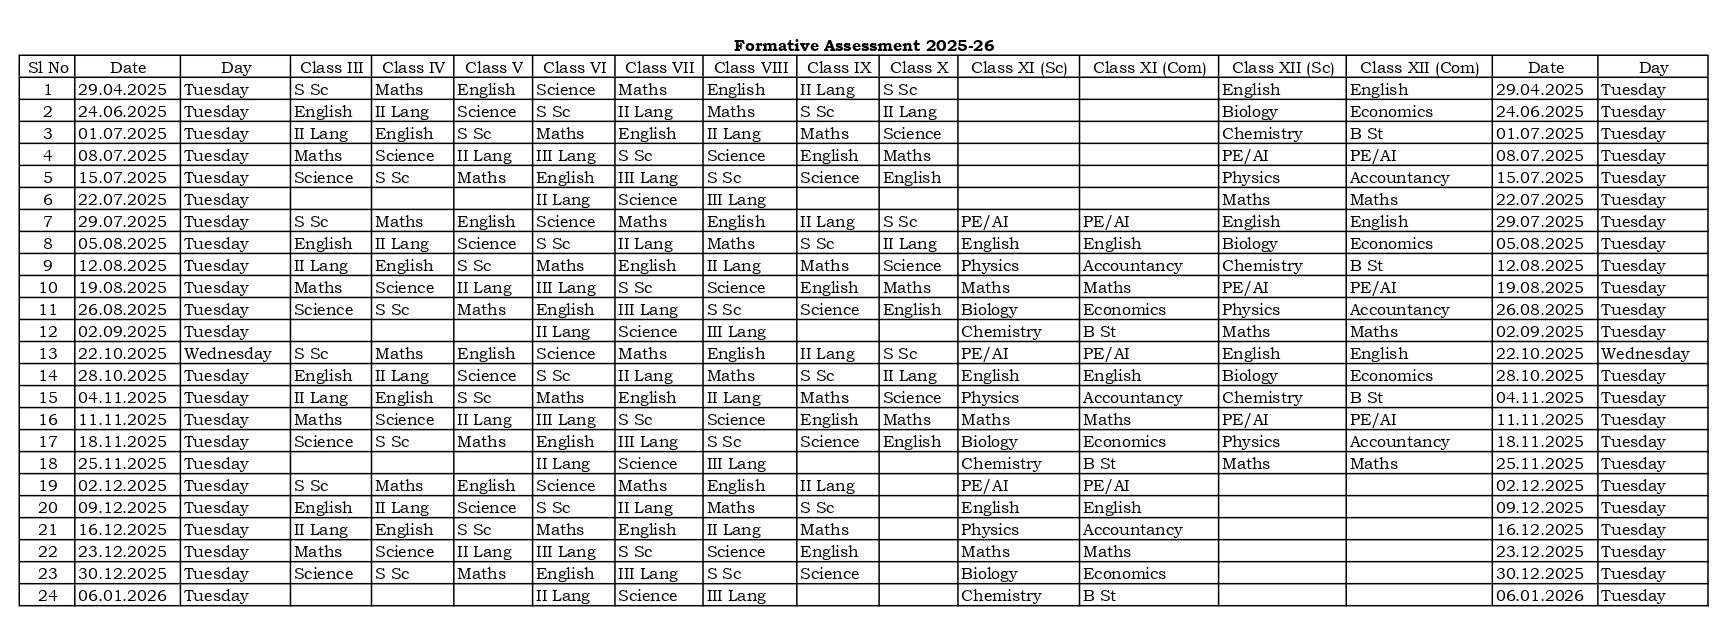 Formative Assessment 2025-26
Sl No Date Day Class III Class IV Class V Class VI Class VII Class VIII Class IX Class X Class XI (Sc) Class XI (Com) Class XII (Sc) Class XII (Com) Date Day
1 29.04.2025 Tuesday S Sc Maths English Science Maths English II Lang S Sc English English 29.04.2025 Tuesday
2 24.06.2025 Tuesday English II Lang Science S Sc II Lang Maths S Sc II Lang Biology Economics 24.06.2025 Tuesday
3 01.07.2025 Tuesday II Lang English S Sc Maths English II Lang Maths Science Chemistry B St 01.07.2025 Tuesday
4 08.07.2025 Tuesday Maths Science II Lang III Lang S Sc Science English Maths PE/AI PE/AI 08.07.2025 Tuesday
5 15.07.2025 Tuesday Science S Sc Maths English III Lang S Sc Science English Physics Accountancy 15.07.2025 Tuesday
6 22.07.2025 Tuesday II Lang Science III Lang Maths Maths 22.07.2025 Tuesday
7 29.07.2025 Tuesday S Sc Maths English Science Maths English II Lang S Sc PE/AI PE/AI English English 29.07.2025 Tuesday
8 05.08.2025 Tuesday English II Lang Science S Sc II Lang Maths S Sc II Lang English English Biology Economics 05.08.2025 Tuesday
9 12.08.2025 Tuesday II Lang English S Sc Maths English II Lang Maths Science Physics Accountancy Chemistry B St 12.08.2025 Tuesday
10 19.08.2025 Tuesday Maths Science II Lang III Lang S Sc Science English Maths Maths Maths PE/AI PE/AI 19.08.2025 Tuesday
11 26.08.2025 Tuesday Science S Sc Maths English III Lang S Sc Science English Biology Economics Physics Accountancy 26.08.2025 Tuesday
12 02.09.2025 Tuesday II Lang Science III Lang Chemistry B St Maths Maths 02.09.2025 Tuesday
13 22.10.2025 Wednesday S Sc Maths English Science Maths English II Lang S Sc PE/AI PE/AI English English 22.10.2025 Wednesday
14 28.10.2025 Tuesday English II Lang Science S Sc II Lang Maths S Sc II Lang English English Biology Economics 28.10.2025 Tuesday
15 04.11.2025 Tuesday II Lang English S Sc Maths English II Lang Maths Science Physics Accountancy Chemistry B St 04.11.2025 Tuesday
16 11.11.2025 Tuesday Maths Science II Lang III Lang S Sc Science English Maths Maths Maths PE/AI PE/AI 11.11.2025 Tuesday
17 18.11.2025 Tuesday Science S Sc Maths English III Lang S Sc Science English Biology Economics Physics Accountancy 18.11.2025 Tuesday
18 25.11.2025 Tuesday II Lang Science III Lang Chemistry B St Maths Maths 25.11.2025 Tuesday
19 02.12.2025 Tuesday S Sc Maths English Science Maths English II Lang PE/AI PE/AI 02.12.2025 Tuesday
20 09.12.2025 Tuesday English II Lang Science S Sc II Lang Maths S Sc English English 09.12.2025 Tuesday
21 16.12.2025 Tuesday II Lang English S Sc Maths English II Lang Maths Physics Accountancy 16.12.2025 Tuesday
22 23.12.2025 Tuesday Maths Science II Lang III Lang S Sc Science English Maths Maths 23.12.2025 Tuesday
23 30.12.2025 Tuesday Science S Sc Maths English III Lang S Sc Science Biology Economics 30.12.2025 Tuesday
24 06.01.2026 Tuesday II Lang Science III Lang Chemistry B St 06.01.2026 Tuesday